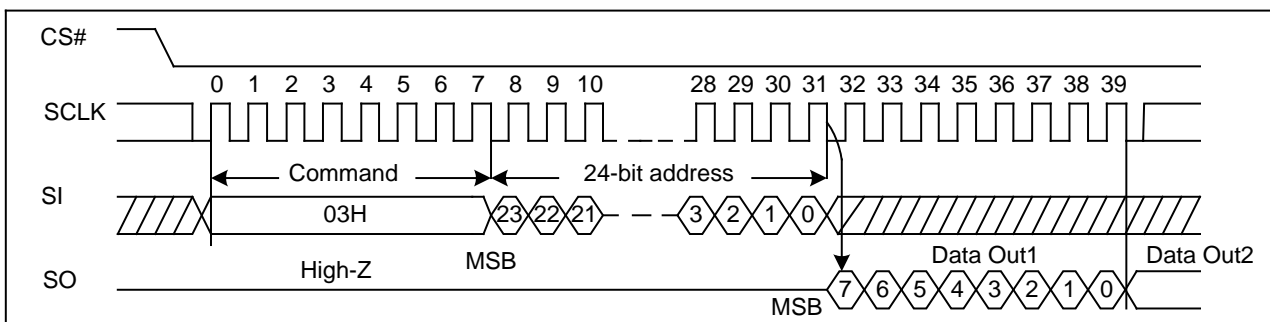 CS#
0 1 2 3 4 5 6 7 8 9 10 28 29 30 31 32 33 34 35 36 37 38 39
SCLK
Command 24-bit address
SI
03H 23 22 21 3 2 1 0
High-Z MSB Data Out1 Data Out2
SO
MSB 7 6 5 4 3 2 1 0